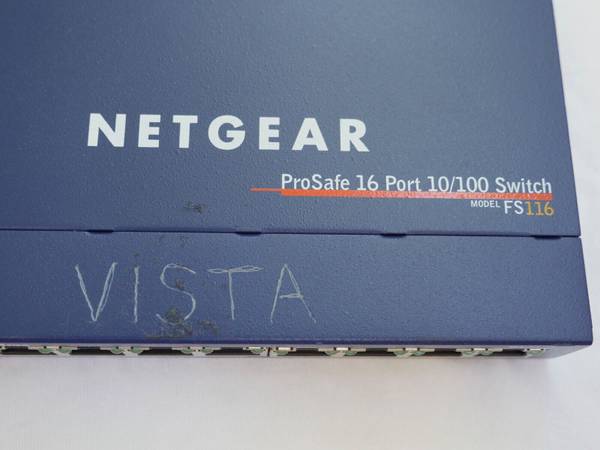 NETGEAR
ProSafe 16 Port 10/100 Switch
MODEL FS116
VISTA